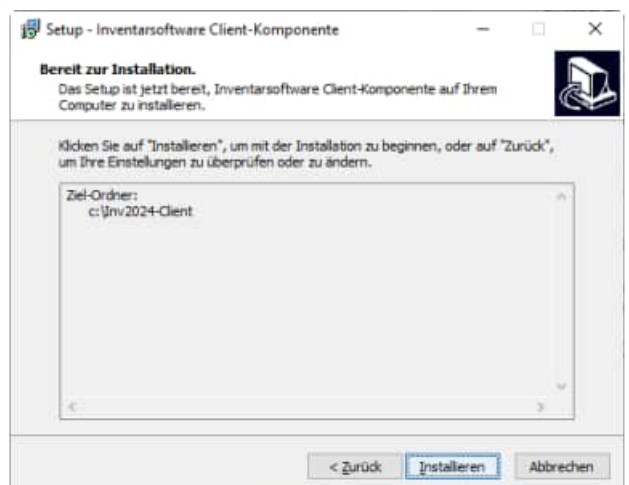 Setup - Inventarsoftware Client-Komponente
Bereit zur Installation.
Das Setup ist jetzt bereit, Inventarsoftware Client-Komponente auf Ihrem
Computer zu installieren.
Klicken Sie auf "Installieren", um mit der Installation zu beginnen, oder auf "Zurück",
um Ihre Einstellungen zu überprüfen oder zu ändern.
Ziel-Ordner:
c:\Inv2024-Client
< Zurück Installieren Abbrechen